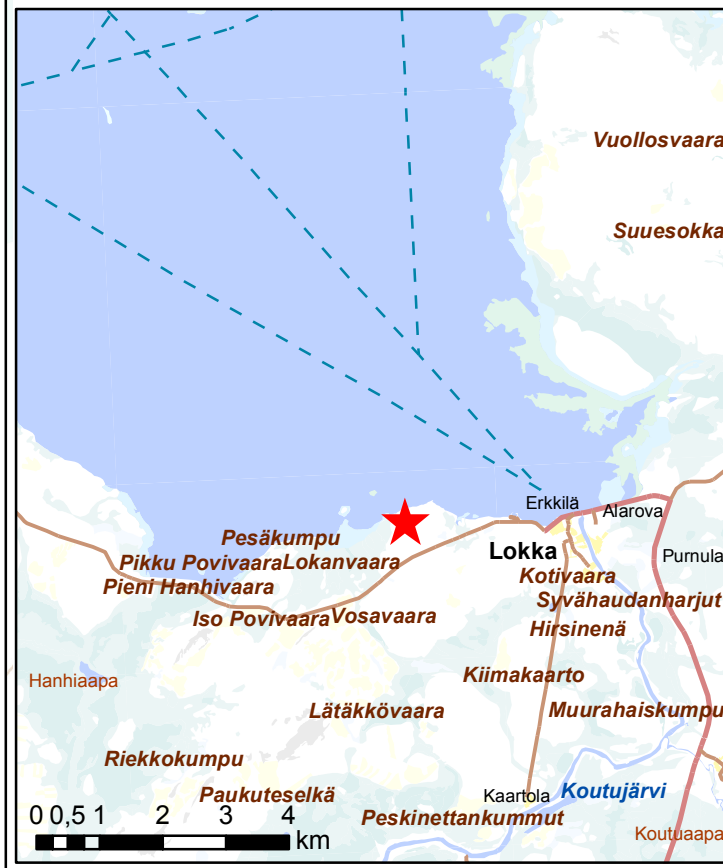 Vuollosvaara
Suuesokka
Erkkilä
Alarova
Pesäkumpu
Lokka
Purnula
Pikku Povivaara
Lokanvaara
Kotivaara
Pieni Hanhivaara
Syvähaudanharjut
Iso Povivaara
Vosavaara
Hirsinenä
Hanhiaapa
Kiimakaarto
Lätäkkövaara
Muurahaiskumpu
Riekkokumpu
Paukuteselkä
Kaartola
Koutujärvi
Peskinettankummut
Koutuaapa
0 0,5 1 2 3 4
km